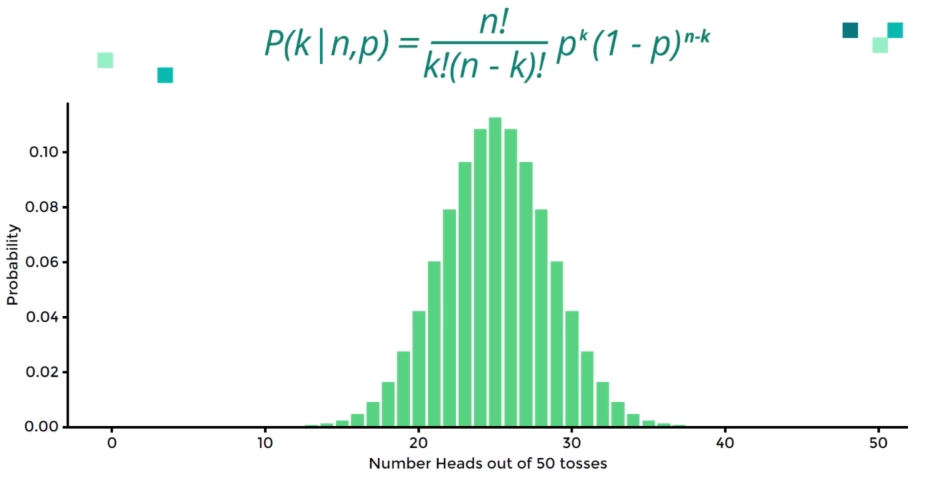 P(k|n,p) = n! / k!(n - k)! p^k (1 - p)^n-k
0.10
0.08
0.06
0.04
0.02
0.00
Probability
0 10 20 30 40 50
Number Heads out of 50 tosses